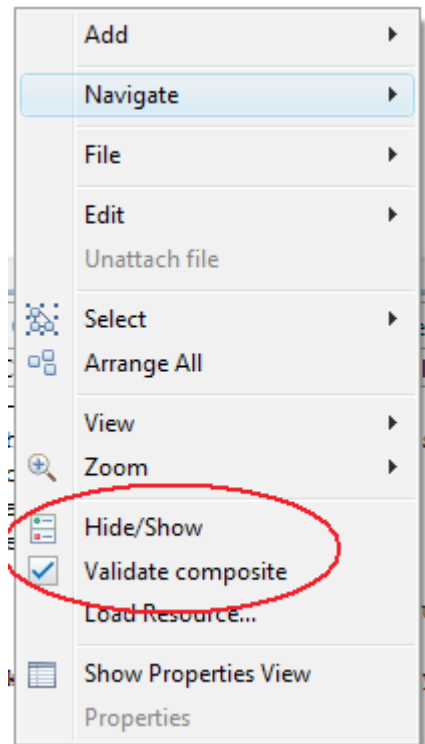 Add
Navigate
File
Edit
Unattach file
Select
Arrange All
View
Zoom
Hide/Show
Validate composite
Load Resource...
Show Properties View
Properties